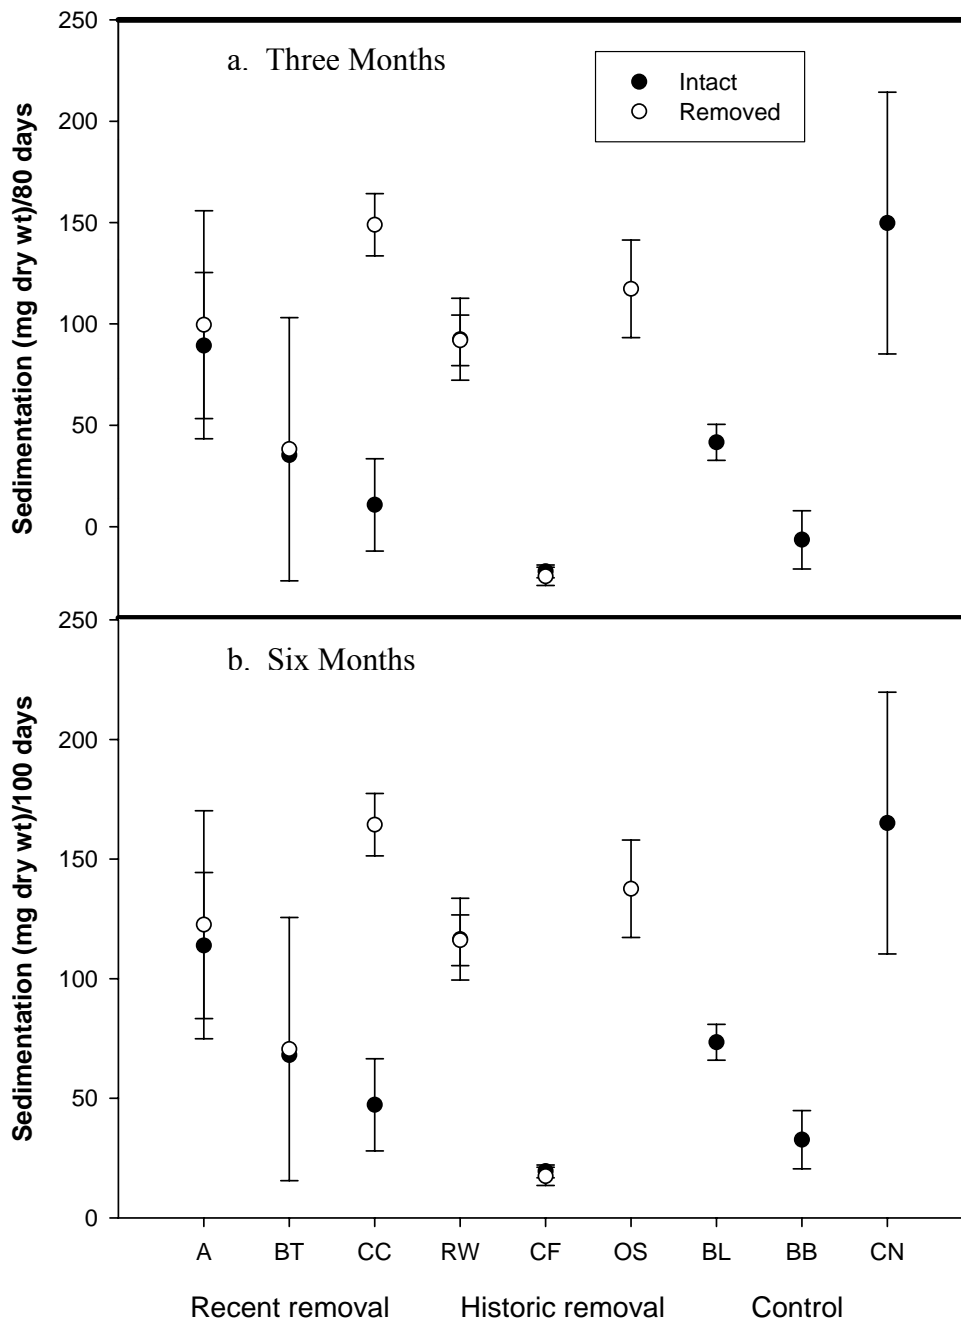 250
a. Three Months
Intact
Removed
200
150
100
50
0
Sedimentation (mg dry wt)/80 days
250
b. Six Months
200
150
100
50
0
Sedimentation (mg dry wt)/100 days
A BT CC RW CF OS BL BB CN
Recent removal Historic removal Control